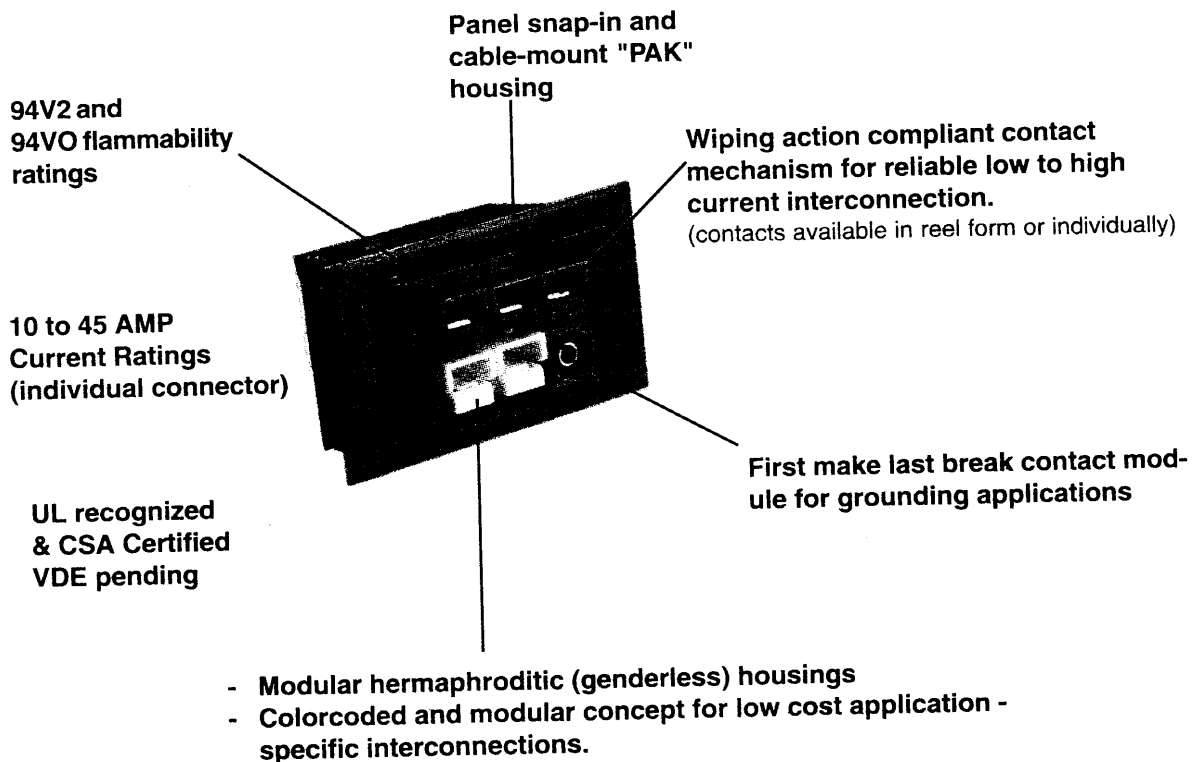 Panel snap-in and
cable-mount "PAK"
housing
94V2 and
94VO flammability
ratings
Wiping action compliant contact
mechanism for reliable low to high
current interconnection.
(contacts available in reel form or individually)
10 to 45 AMP
Current Ratings
(individual connector)
First make last break contact mod-
ule for grounding applications
UL recognized
& CSA Certified
VDE pending
- Modular hermaphroditic (genderless) housings
- Colorcoded and modular concept for low cost application -
specific interconnections.